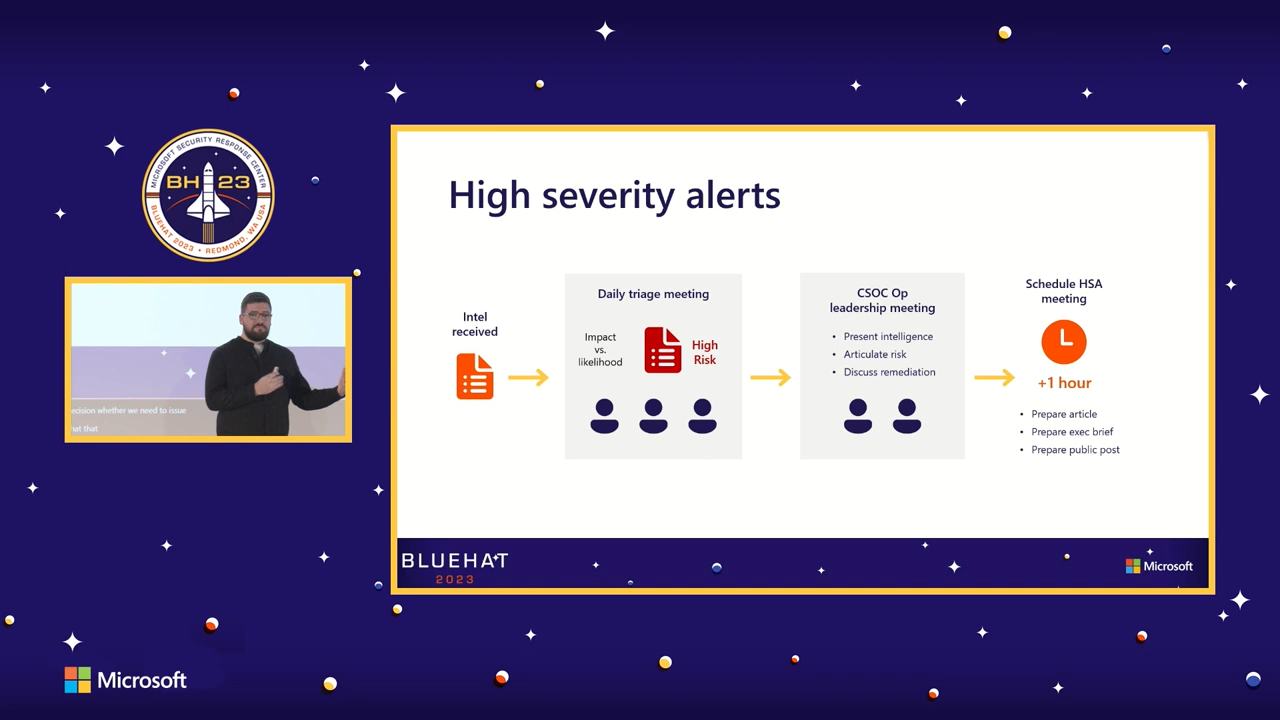 MICROSOFT SECURITY RESPONSE CENTER
BH 23
BLUEHAT 2023 • REDMOND, WA USA
ecision whether we need to issue
hat that
High severity alerts
Intel
received
Daily triage meeting
Impact
vs.
likelihood
High
Risk
CSOC Op
leadership meeting
• Present intelligence
• Articulate risk
• Discuss remediation
Schedule HSA
meeting
+1 hour
• Prepare article
• Prepare exec brief
• Prepare public post
BLUEHAT
2023
Microsoft
Microsoft